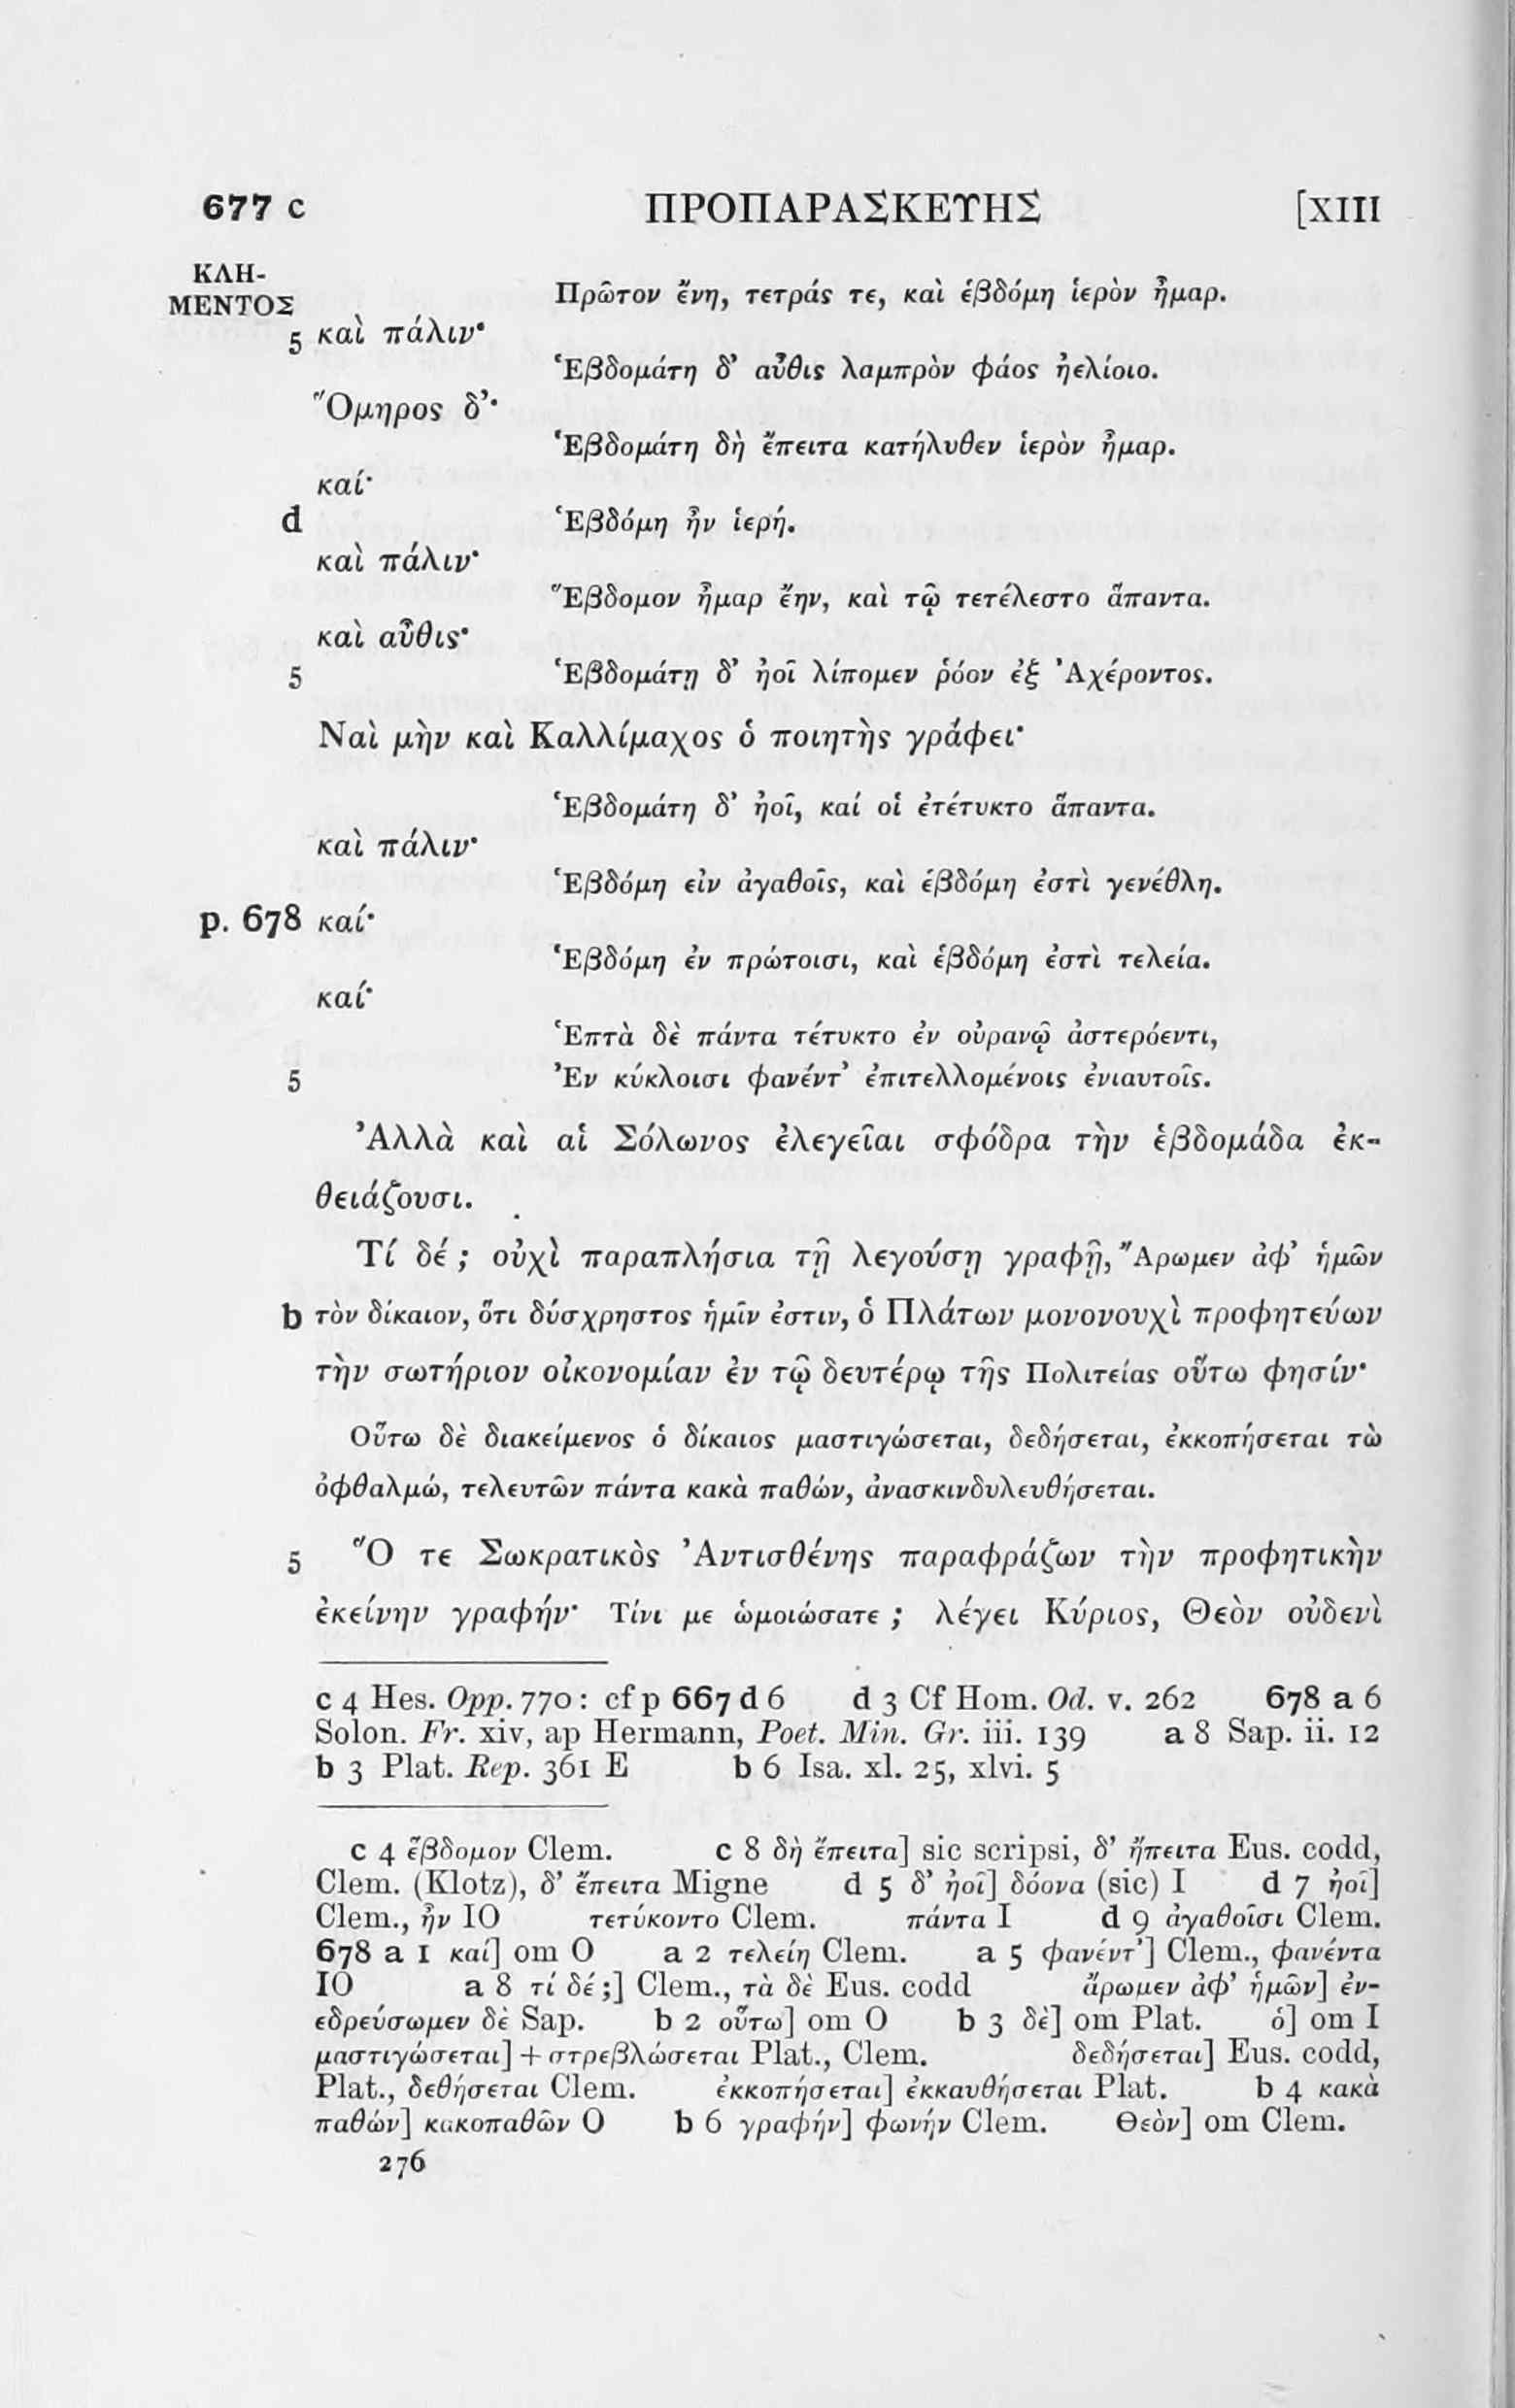 677 c ΠΡΟΠΑΡΑΣΚΕΥΗΣ [XIII
ΚΛΗ-
ΜΕΝΤΟΣ
Πρῶτον ἔνη, τετράς τε, καὶ ἑβδόμη ἱερὸν ἦμαρ.
5 καὶ πάλιν·
Ἑβδομάτη δ’ αὖθις λαμπρὸν φάος ἠελίοιο.
Ὅμηρος δ’·
Ἑβδομάτη δὴ ἔπειτα κατήλυθεν ἱερὸν ἦμαρ.
καί·
d Ἑβδόμη ἦν ἱερή.
καὶ πάλιν·
Ἕβδομον ἦμαρ ἔην, καὶ τῷ τετέλεστο ἅπαντα.
καὶ αὖθις·
5 Ἑβδομάτῃ δ’ ἠοῖ λίπομεν ῥόον ἐξ Ἀχέροντος.
Ναὶ μὴν καὶ Καλλίμαχος ὁ ποιητὴς γράφει·
Ἑβδομάτη δ’ ἠοῖ, καί οἱ ἐτέτυκτο ἅπαντα.
καὶ πάλιν·
Ἑβδόμη εἰν ἀγαθοῖς, καὶ ἑβδόμη ἐστὶ γενέθλη.
p. 678 καί·
Ἑβδόμη ἐν πρώτοισι, καὶ ἑβδόμη ἐστὶ τελεία.
καί·
Ἑπτὰ δὲ πάντα τέτυκτο ἐν οὐρανῷ ἀστερόεντι,
5 Ἐν κύκλοισι φανέντ’ ἐπιτελλομένοις ἐνιαυτοῖς.
Ἀλλὰ καὶ αἱ Σόλωνος ἐλεγεῖαι σφόδρα τὴν ἑβδομάδα ἐκ-
θειάζουσι.
Τί δέ; οὐχὶ παραπλήσια τῇ λεγούσῃ γραφῇ, Ἄρωμεν ἀφ’ ἡμῶν
b τὸν δίκαιον, ὅτι δύσχρηστος ἡμῖν ἐστιν, ὁ Πλάτων μονονουχὶ προφητεύων
τὴν σωτήριον οἰκονομίαν ἐν τῷ δευτέρῳ τῆς Πολιτείας οὕτω φησίν·
Οὕτω δὲ διακείμενος ὁ δίκαιος μαστιγώσεται, δεδήσεται, ἐκκοπήσεται τὼ
ὀφθαλμώ, τελευτῶν πάντα κακὰ παθών, ἀνασκινδυλευθήσεται.
5 Ὅ τε Σωκρατικὸς Ἀντισθένης παραφράζων τὴν προφητικὴν
ἐκείνην γραφήν· Τίνι με ὡμοιώσατε; λέγει Κύριος, Θεὸν οὐδενὶ
c 4 Hes. Opp. 770: cf p 667 d 6 d 3 Cf Hom. Od. v. 262 678 a 6
Solon. Fr. xiv, ap Hermann, Poet. Min. Gr. iii. 139 a 8 Sap. ii. 12
b 3 Plat. Rep. 361 E b 6 Isa. xl. 25, xlvi. 5
c 4 ἕβδομον Clem. c 8 δὴ ἔπειτα] sic scripsi, δ’ ἤπειτα Eus. codd,
Clem. (Klotz), δ’ ἔπειτα Migne d 5 δ’ ἠοῖ] δόονα (sic) I d 7 ἠοῖ]
Clem., ἦν IO τετύκοντο Clem. πάντα I d 9 ἀγαθοῖσι Clem.
678 a 1 καί] om O a 2 τελείη Clem. a 5 φανέντ’] Clem., φανέντα
IO a 8 τί δέ;] Clem., τὰ δὲ Eus. codd ἄρωμεν ἀφ’ ἡμῶν] ἐν-
εδρεύσωμεν δὲ Sap. b 2 οὕτω] om O b 3 δὲ] om Plat. ὁ] om I
μαστιγώσεται] + στρεβλώσεται Plat., Clem. δεδήσεται] Eus. codd,
Plat., δεθήσεται Clem. ἐκκοπήσεται] ἐκκαυθήσεται Plat. b 4 κακὰ
παθών] κακοπαθῶν O b 6 γραφήν] φωνήν Clem. Θεὸν] om Clem.
276